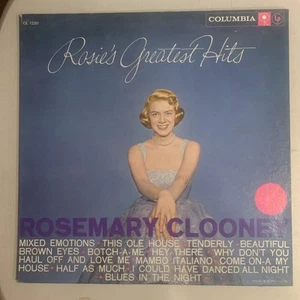 CL 1230
COLUMBIA
Rosie's Greatest Hits
ROSEMARY CLOONEY
MIXED EMOTIONS · THIS OLE HOUSE · TENDERLY · BEAUTIFUL
BROWN EYES · BOTCH-A-ME · HEY THERE · WHY DON'T YOU
HAUL OFF AND LOVE ME · MAMBO ITALIANO · COME ON-A MY
HOUSE · HALF AS MUCH · I COULD HAVE DANCED ALL NIGHT
BLUES IN THE NIGHT